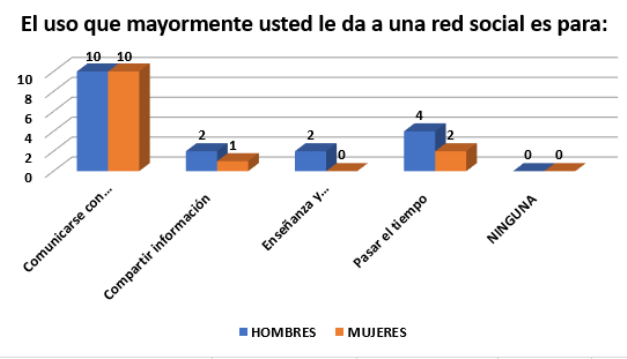 El uso que mayormente usted le da a una red social es para:
10 10
10
8
6
4
2
0
2
1
2
0
4
2
0
0
Comunicarse con...
Compartir información
Enseñanza y...
Pasar el tiempo
NINGUNA
HOMBRES MUJERES